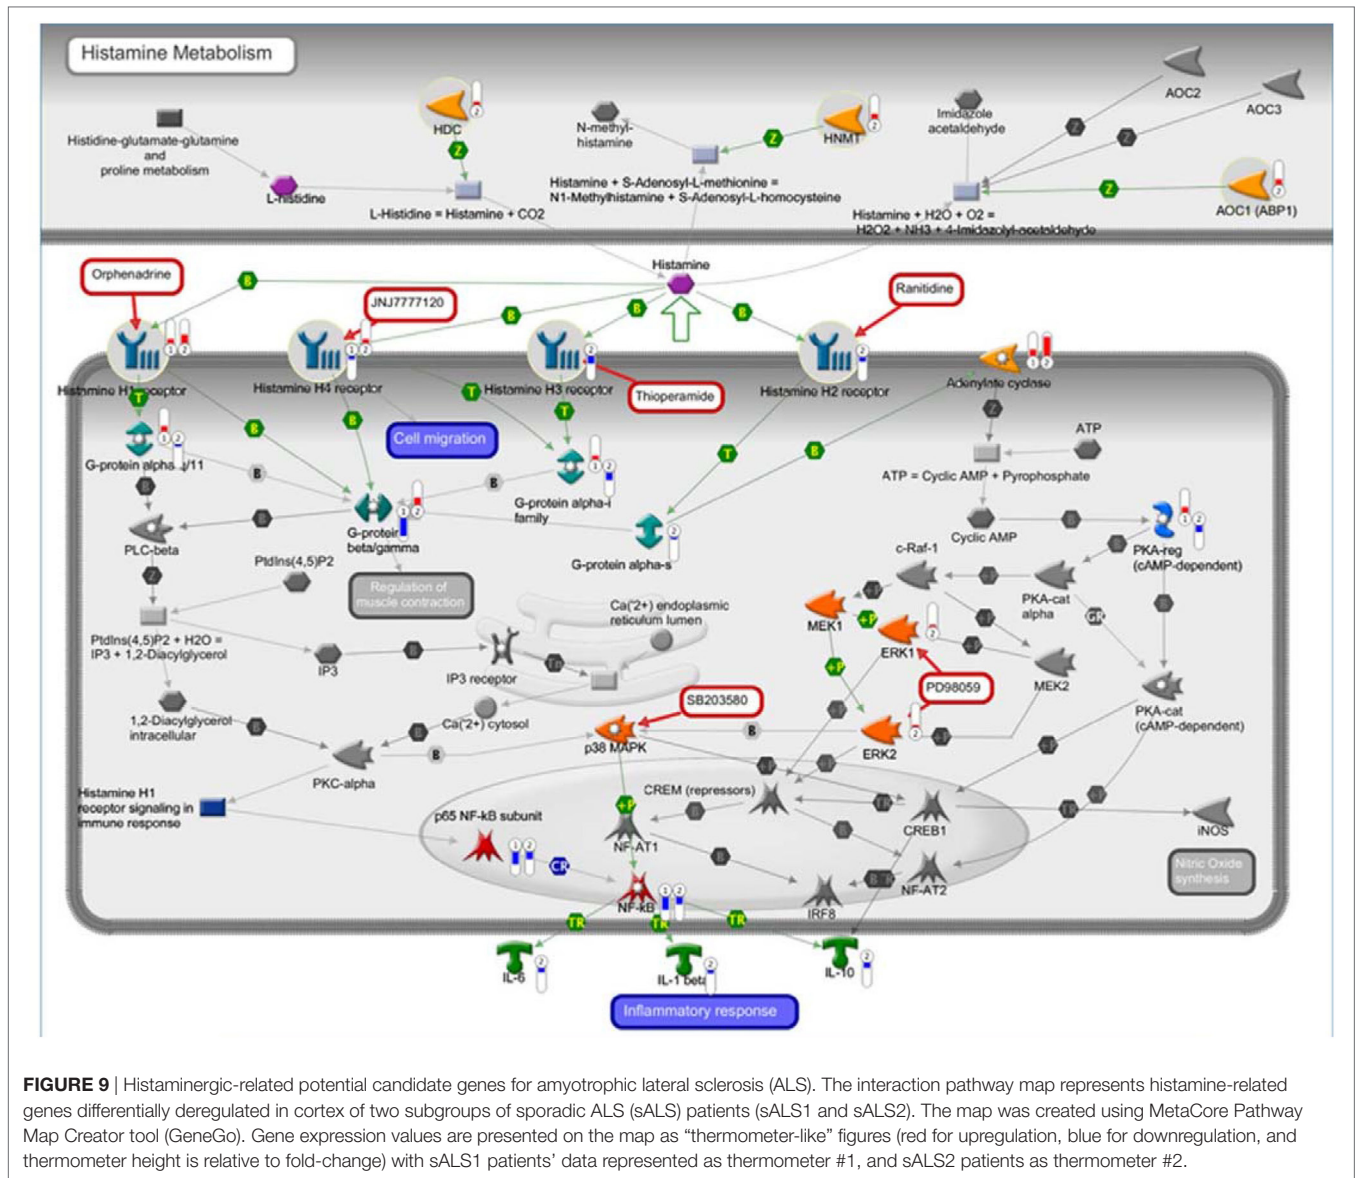 Histamine Metabolism
HDC
Histidine-glutamate-glutamine
and
proline metabolism
L-histidine
L-Histidine = Histamine + CO2
N-methyl-
histamine
HNMT
Histamine + S-Adenosyl-L-methionine =
N1-Methylhistamine + S-Adenosyl-L-homocysteine
Imidazole
acetaldehyde
AOC2
AOC3
AOC1 (ABP1)
Histamine + H2O + O2 =
H2O2 + NH3 + 4-Imidazolyl-acetaldehyde
Histamine
Orphenadrine
JNJ7777120
Ranitidine
Histamine H1 receptor
Histamine H4 receptor
Histamine H3 receptor
Thioperamide
Histamine H2 receptor
Adenylate cyclase
Cell migration
G-protein alpha q/11
G-protein alpha-i
family
G-protein
beta/gamma
G-protein alpha-s
ATP
ATP = Cyclic AMP + Pyrophosphate
Cyclic AMP
PKA-reg
(cAMP-dependent)
PLC-beta
PtdIns(4,5)P2
Regulation of
muscle contraction
c-Raf-1
PKA-cat
alpha
MEK1
ERK1
MEK2
PKA-cat
(cAMP-dependent)
PtdIns(4,5)P2 + H2O =
IP3 + 1,2-Diacylglycerol
IP3
IP3 receptor
Ca('2+) endoplasmic
reticulum lumen
1,2-Diacylglycerol
intracellular
Ca('2+) cytosol
SB203580
PD98059
p38 MAPK
ERK2
PKC-alpha
Histamine H1
receptor signaling in
immune response
p65 NF-kB subunit
CREM (repressors)
NF-AT1
CREB1
iNOS
Nitric Oxide
synthesis
NF-kB
IRF8
NF-AT2
IL-6
IL-1 beta
IL-10
Inflammatory response
FIGURE 9 | Histaminergic-related potential candidate genes for amyotrophic lateral sclerosis (ALS). The interaction pathway map represents histamine-related
genes differentially deregulated in cortex of two subgroups of sporadic ALS (sALS) patients (sALS1 and sALS2). The map was created using MetaCore Pathway
Map Creator tool (GeneGo). Gene expression values are presented on the map as “thermometer-like” figures (red for upregulation, blue for downregulation, and
thermometer height is relative to fold-change) with sALS1 patients’ data represented as thermometer #1, and sALS2 patients as thermometer #2.